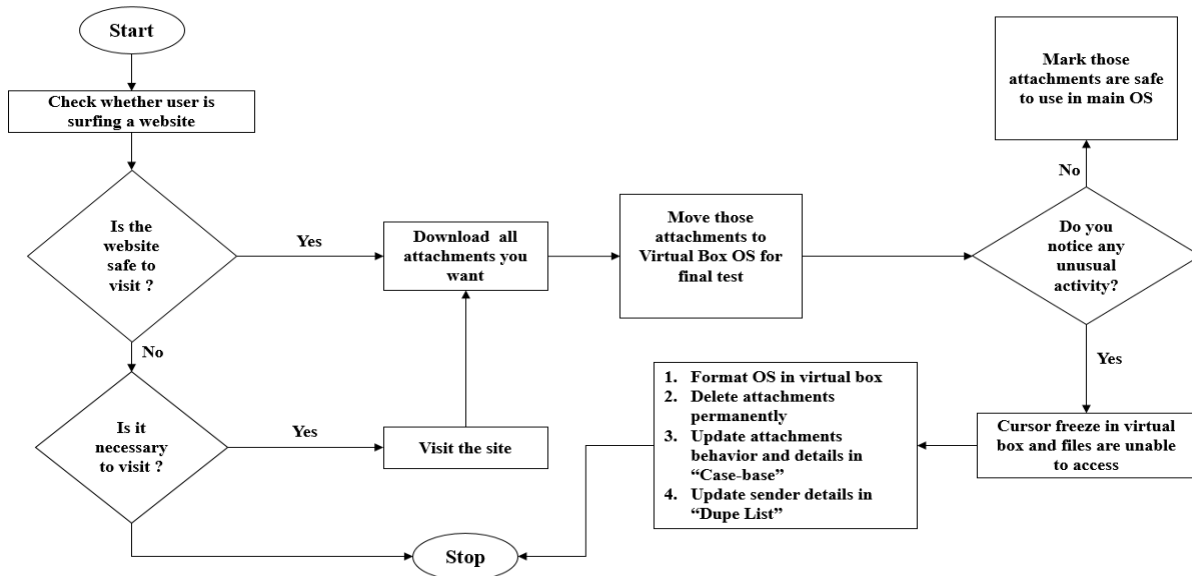 Start
Check whether user is
surfing a website
Is the
website
safe to
visit ?
Yes
No
Is it
necessary
to visit ?
Yes
Visit the site
Download all
attachments you
want
Move those
attachments to
Virtual Box OS for
final test
Do you
notice any
unusual
activity?
No
Mark those
attachments are safe
to use in main OS
Yes
Cursor freeze in virtual
box and files are unable
to access
1. Format OS in virtual box
2. Delete attachments
permanently
3. Update attachments
behavior and details in
“Case-base”
4. Update sender details in
“Dupe List”
Stop